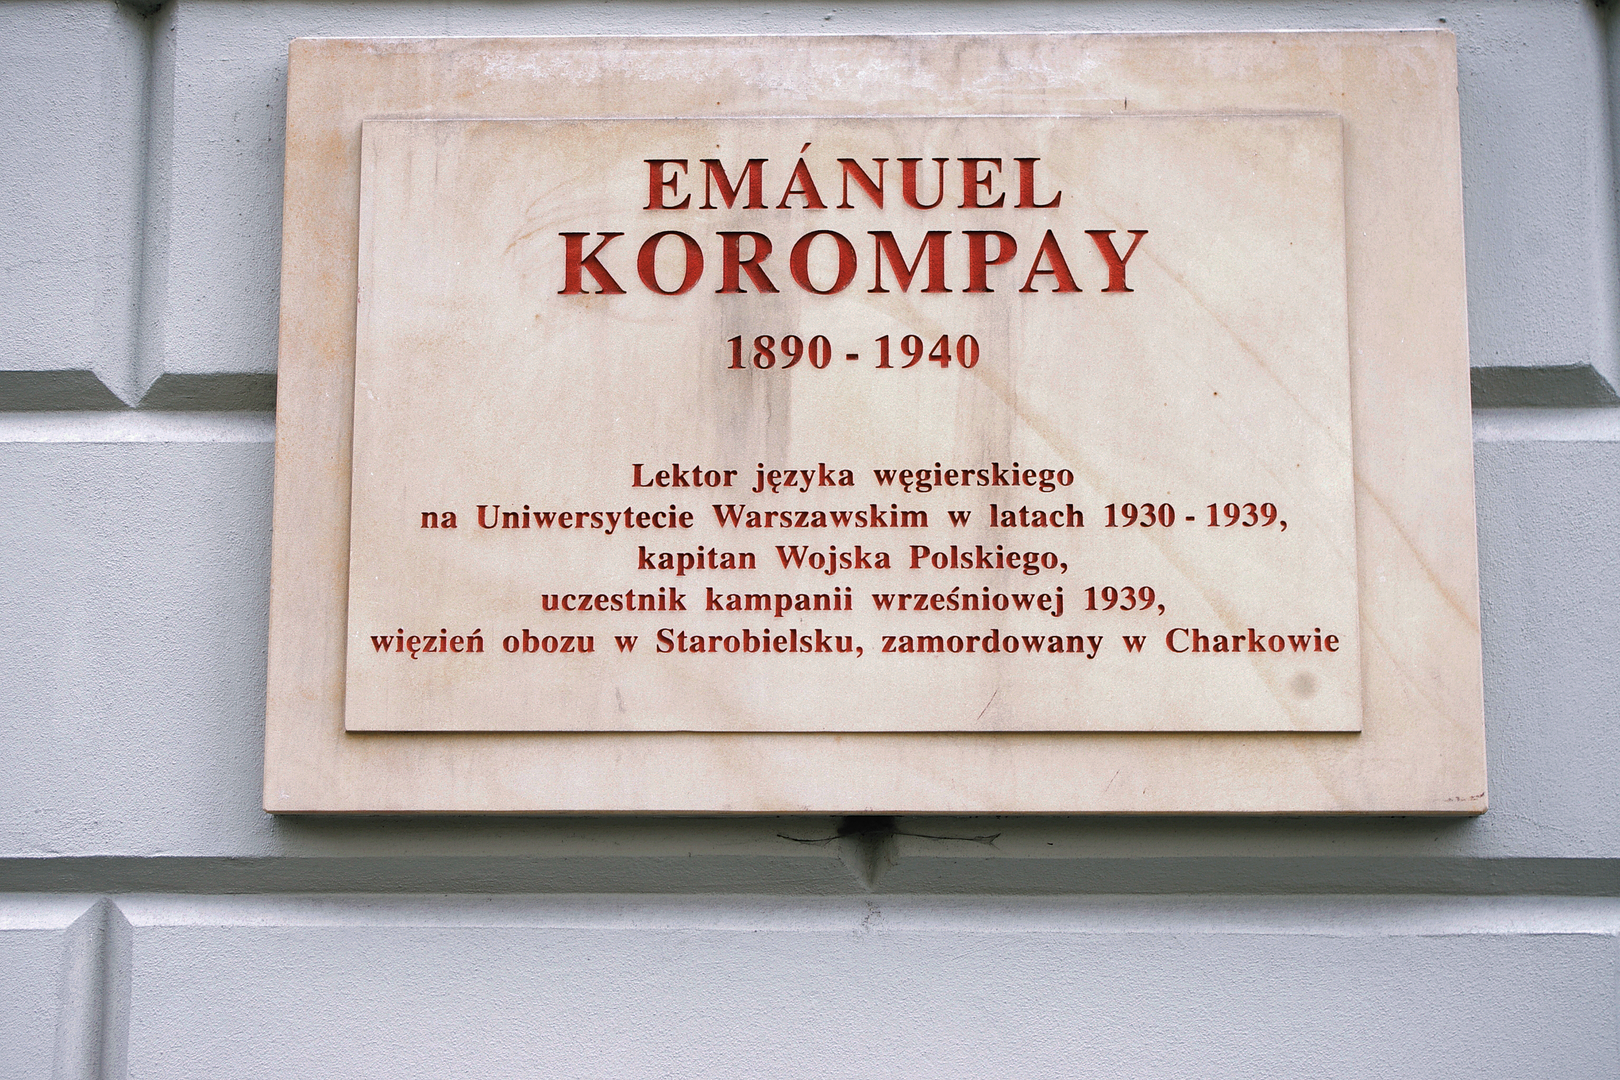 EMÁNUEL
KOROMPAY
1890 - 1940
Lektor języka węgierskiego
na Uniwersytecie Warszawskim w latach 1930 - 1939,
kapitan Wojska Polskiego,
uczestnik kampanii wrześniowej 1939,
więzień obozu w Starobielsku, zamordowany w Charkowie